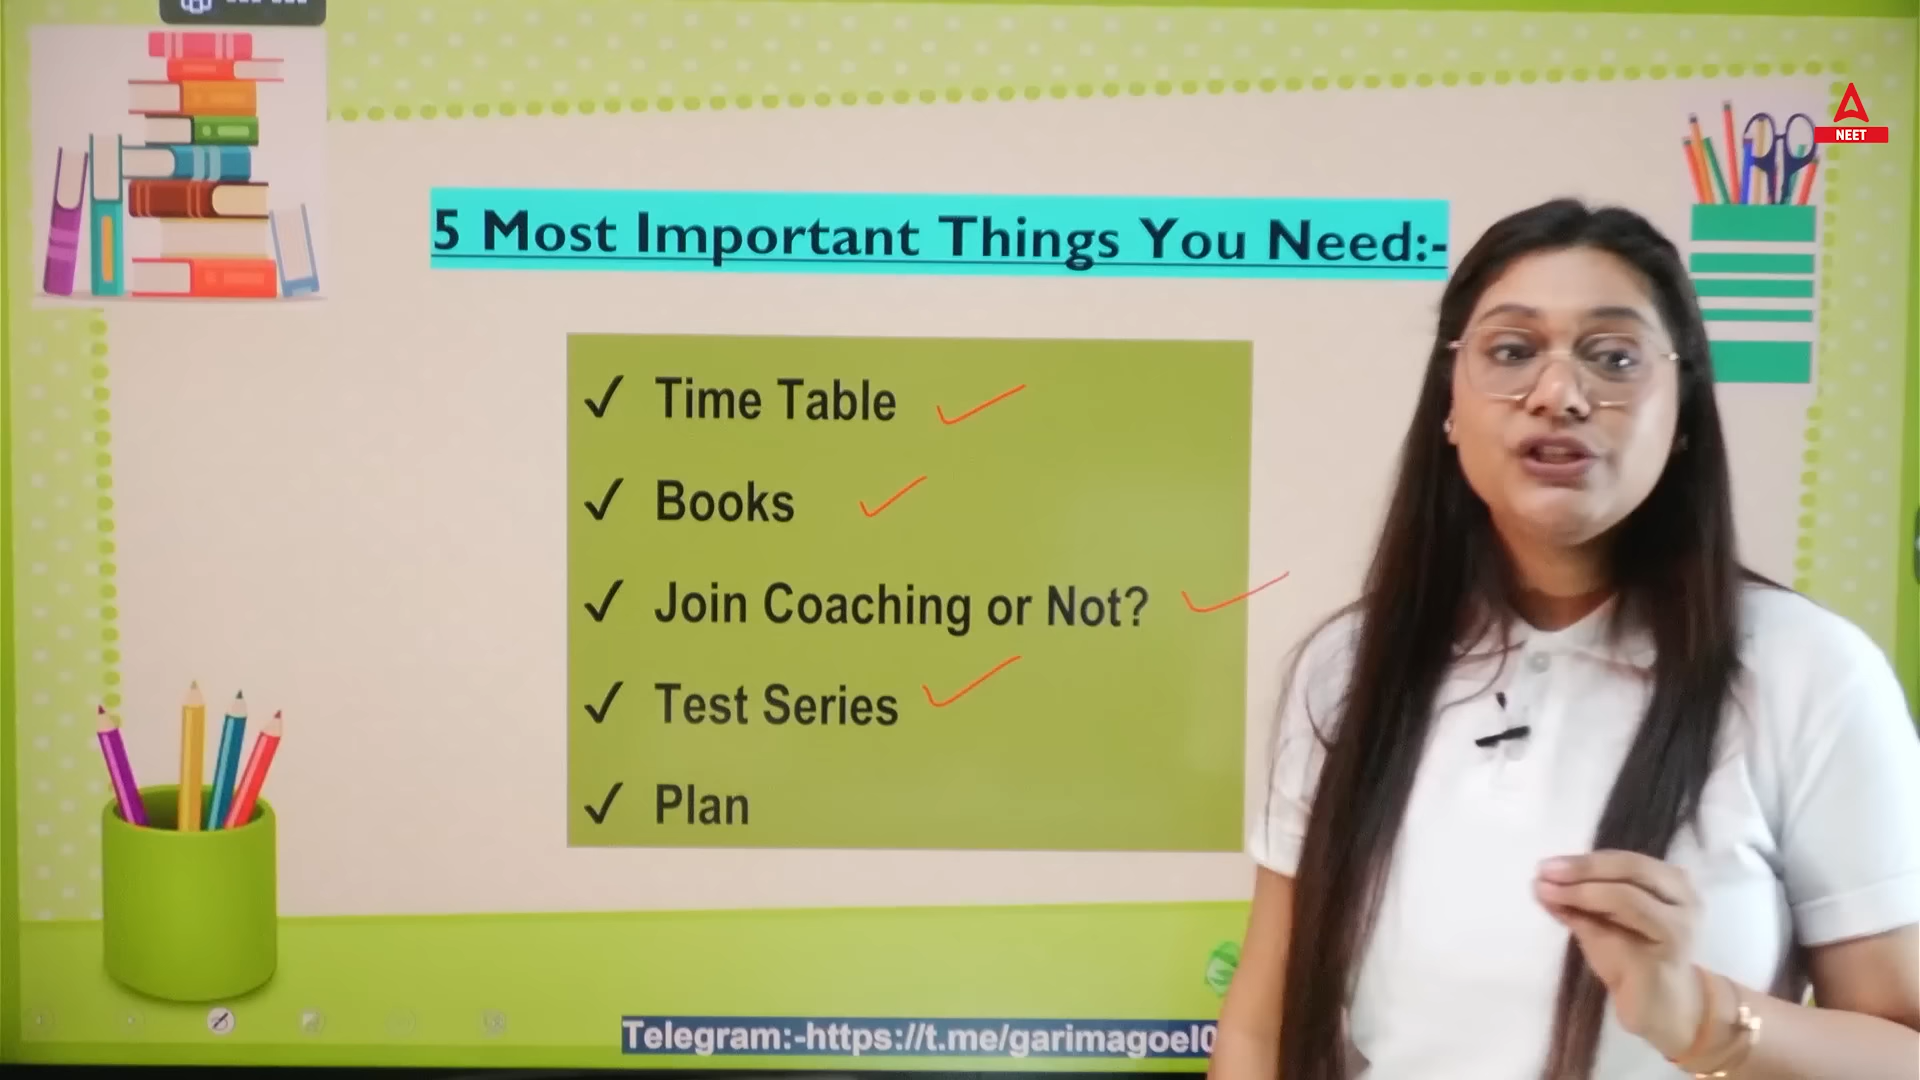 NEET
5 Most Important Things You Need:-
✓ Time Table
✓ Books
✓ Join Coaching or Not?
✓ Test Series
✓ Plan
Telegram:-https://t.me/garimagoel0